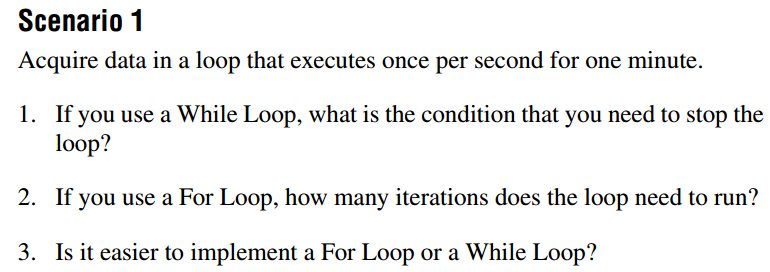 Scenario 1
Acquire data in a loop that executes once per second for one minute.
1. If you use a While Loop, what is the condition that you need to stop the
loop?
2. If you use a For Loop, how many iterations does the loop need to run?
3. Is it easier to implement a For Loop or a While Loop?